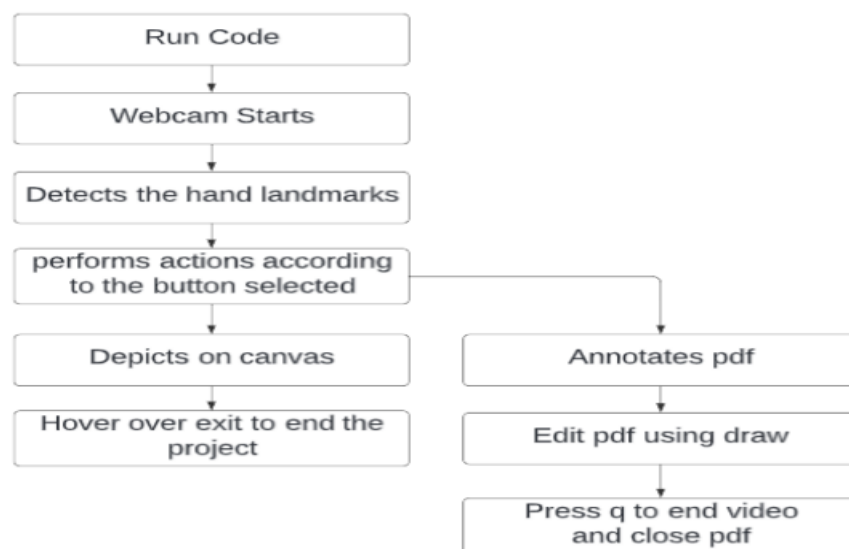 Run Code
Webcam Starts
Detects the hand landmarks
performs actions according
to the button selected
Depicts on canvas
Hover over exit to end the
project
Annotates pdf
Edit pdf using draw
Press q to end video
and close pdf